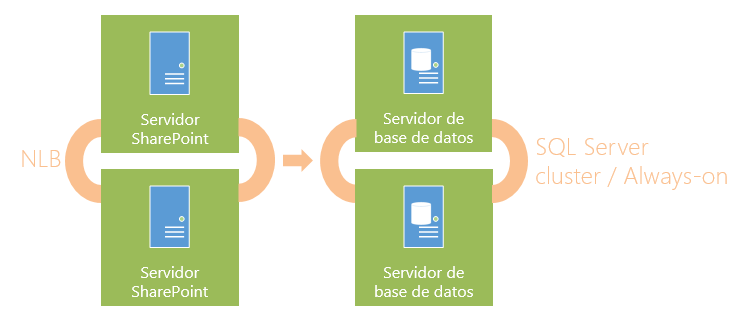 Servidor
SharePoint
Servidor de
base de datos
NLB
SQL Server
cluster / Always-on
Servidor
SharePoint
Servidor de
base de datos